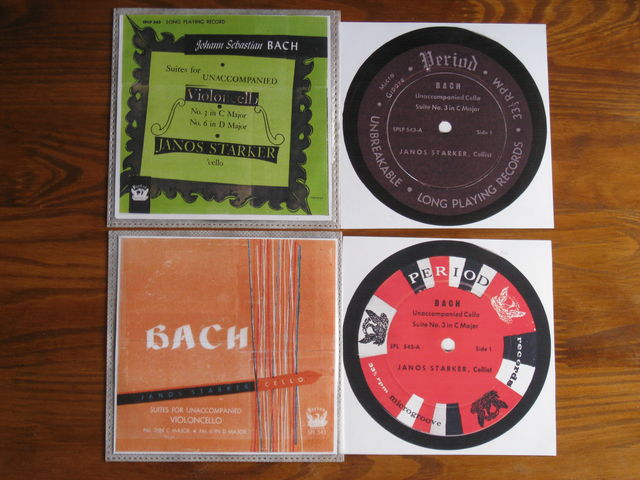 SPLP 543 LONG PLAYING RECORD
Johann Sebastian BACH
Suites for UNACCOMPANIED
Violoncello
No. 3 in C Major
No. 6 in D Major
JANOS STARKER
'cello
Period
Period
Micro Groove
33⅓ RPM
BACH
Unaccompanied Cello
Suite No. 3 in C Major
SPLP 543-A Side 1
JANOS STARKER, Cellist
UNBREAKABLE • LONG PLAYING RECORDS
BACH
JANOS STARKER CELLO
SUITES FOR UNACCOMPANIED
VIOLONCELLO
No. 3 IN C MAJOR • No. 6 IN D MAJOR
Period
SPL 543
PERIOD
records
BACH
Unaccompanied Cello
Suite No. 3 in C Major
SPL 543-A Side 1
JANOS STARKER, Cellist
33⅓ rpm microgroove